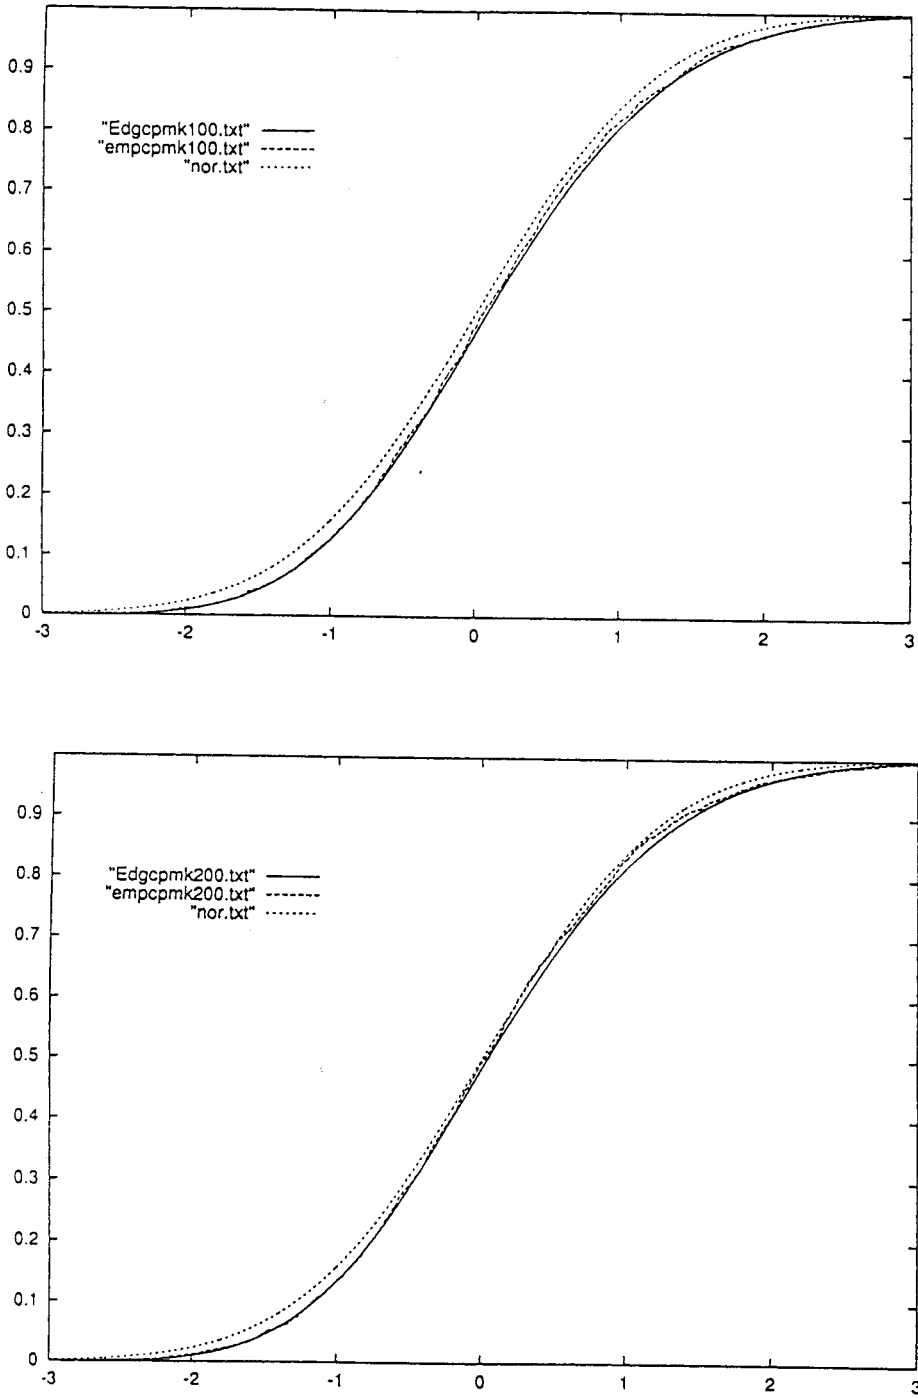 0.9
0.8
0.7
0.6
0.5
0.4
0.3
0.2
0.1
0
"Edgcpmk100.txt"
"empcpmk100.txt"
"nor.txt"
-3 -2 -1 0 1 2 3
0.9
0.8
0.7
0.6
0.5
0.4
0.3
0.2
0.1
0
"Edgcpmk200.txt"
"empcpmk200.txt"
"nor.txt"
-3 -2 -1 0 1 2 3